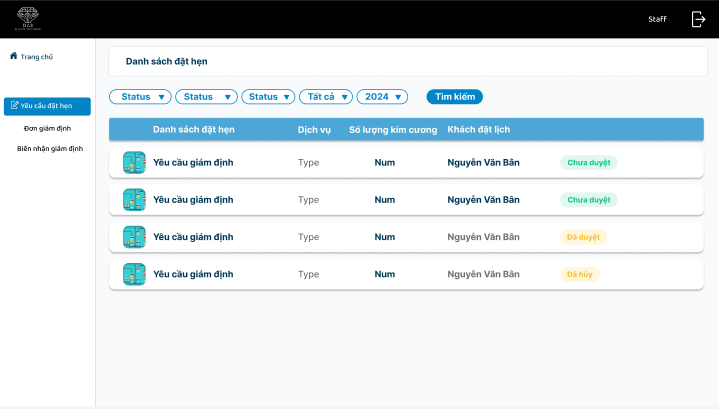 DAS
Staff
Trang chủ
Yêu cầu đặt hẹn
Đơn giám định
Biên nhận giám định
Danh sách đặt hẹn
Status Status Status Tất cả 2024 Tìm kiếm
Danh sách đặt hẹn Dịch vụ Số lượng kim cương Khách đặt lịch
Yêu cầu giám định Type Num Nguyễn Văn Bân Chưa duyệt
Yêu cầu giám định Type Num Nguyễn Văn Bân Chưa duyệt
Yêu cầu giám định Type Num Nguyễn Văn Bân Đã duyệt
Yêu cầu giám định Type Num Nguyễn Văn Bân Đã hủy